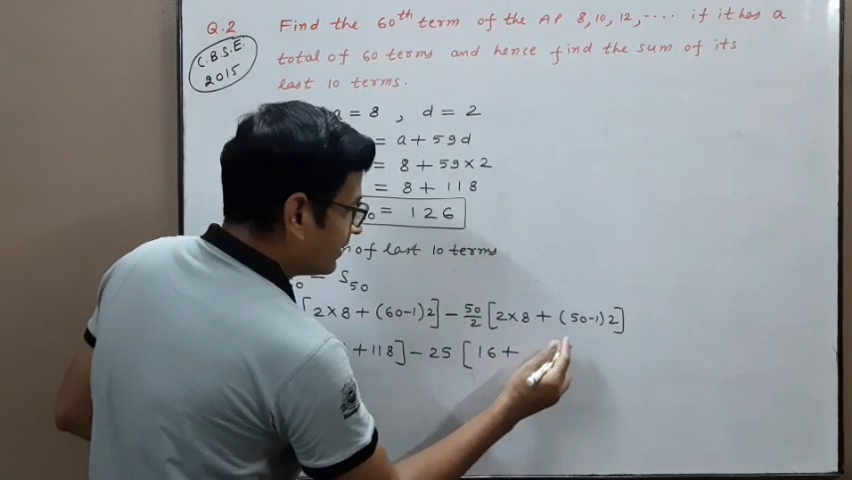 Q.2 Find the 60th term of the AP 8, 10, 12, .... if it has a
C.B.S.E. 2015
total of 60 terms and hence find the sum of its
last 10 terms.
a = 8 , d = 2
= a + 59d
= 8 + 59 × 2
= 8 + 118
= 126
of last 10 terms
- S50
[2×8 + (60-1)2] - 50/2 [2×8 + (50-1)2]
+ 118] - 25 [16 +